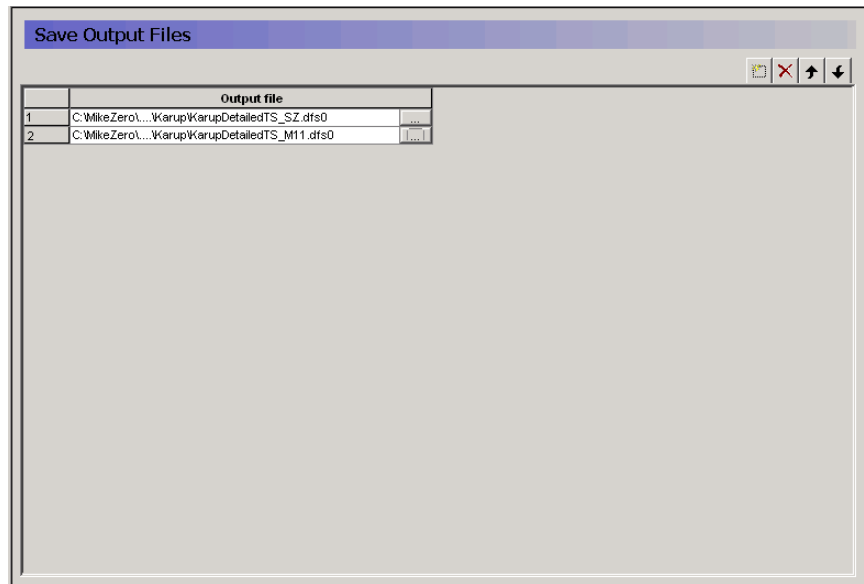 Save Output Files
Output file
1 C:\MikeZero\....\Karup\KarupDetailedTS_SZ.dfs0 ...
2 C:\MikeZero\....\Karup\KarupDetailedTS_M11.dfs0 ...